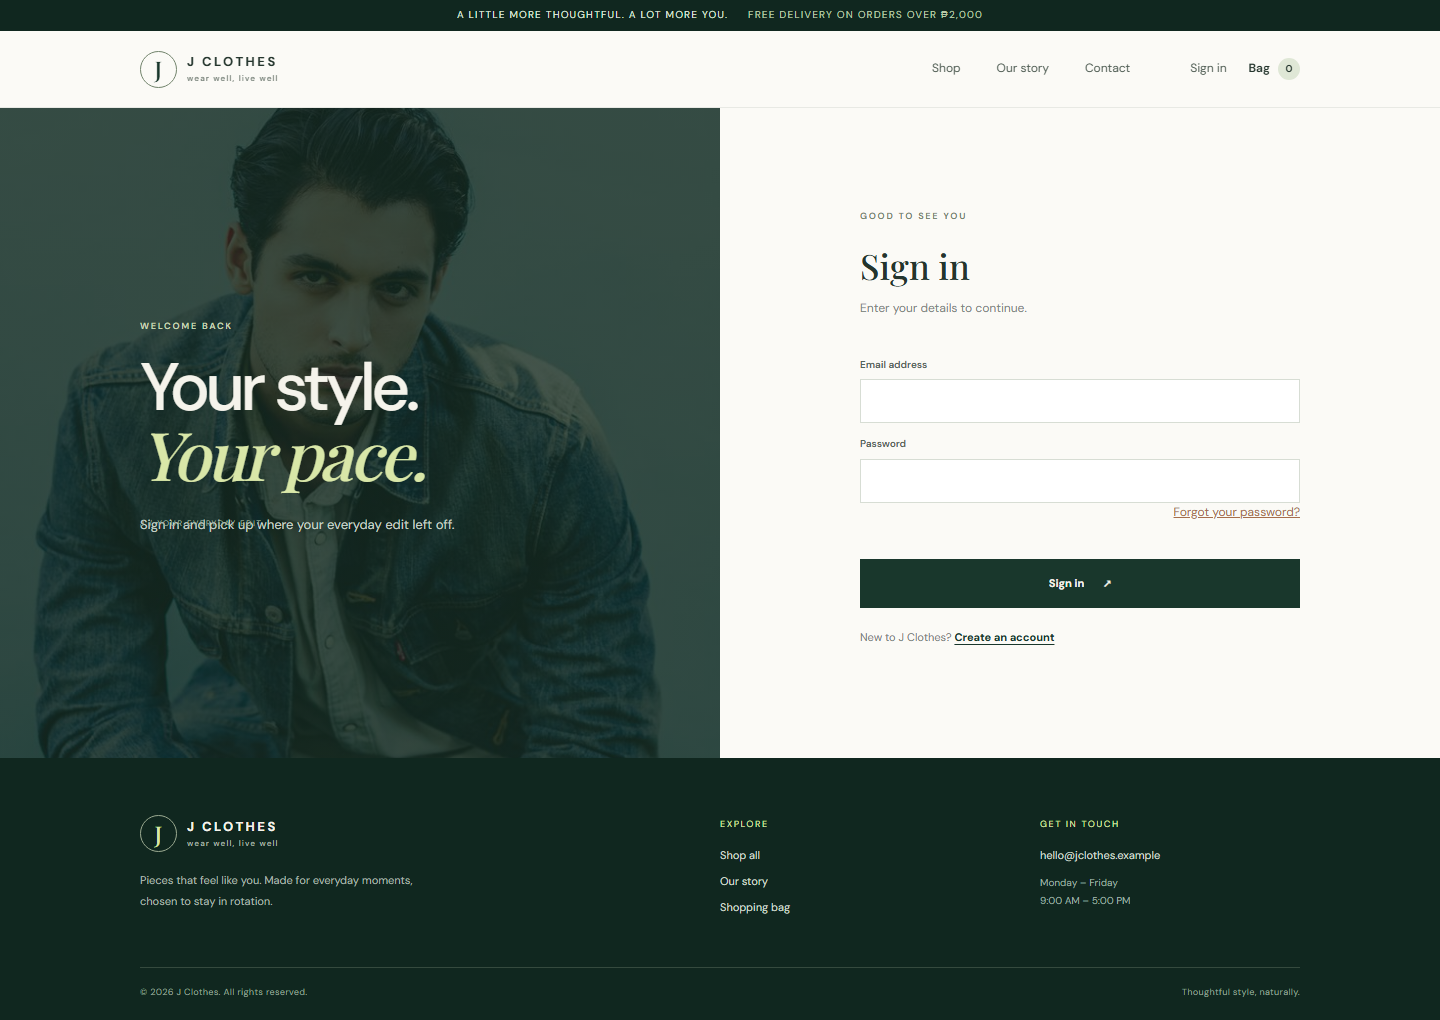 A LITTLE MORE THOUGHTFUL. A LOT MORE YOU. FREE DELIVERY ON ORDERS OVER ₱2,000
J
J CLOTHES
wear well, live well
Shop Our story Contact Sign in Bag 0
WELCOME BACK
Your style.
Your pace.
Sign in and pick up where your everyday edit left off.
GOOD TO SEE YOU
Sign in
Enter your details to continue.
Email address
Password
Forgot your password?
Sign in ↗
New to J Clothes? Create an account
J
J CLOTHES
wear well, live well
Pieces that feel like you. Made for everyday moments,
chosen to stay in rotation.
EXPLORE
Shop all
Our story
Shopping bag
GET IN TOUCH
hello@jclothes.example
Monday – Friday
9:00 AM – 5:00 PM
© 2026 J Clothes. All rights reserved.
Thoughtful style, naturally.